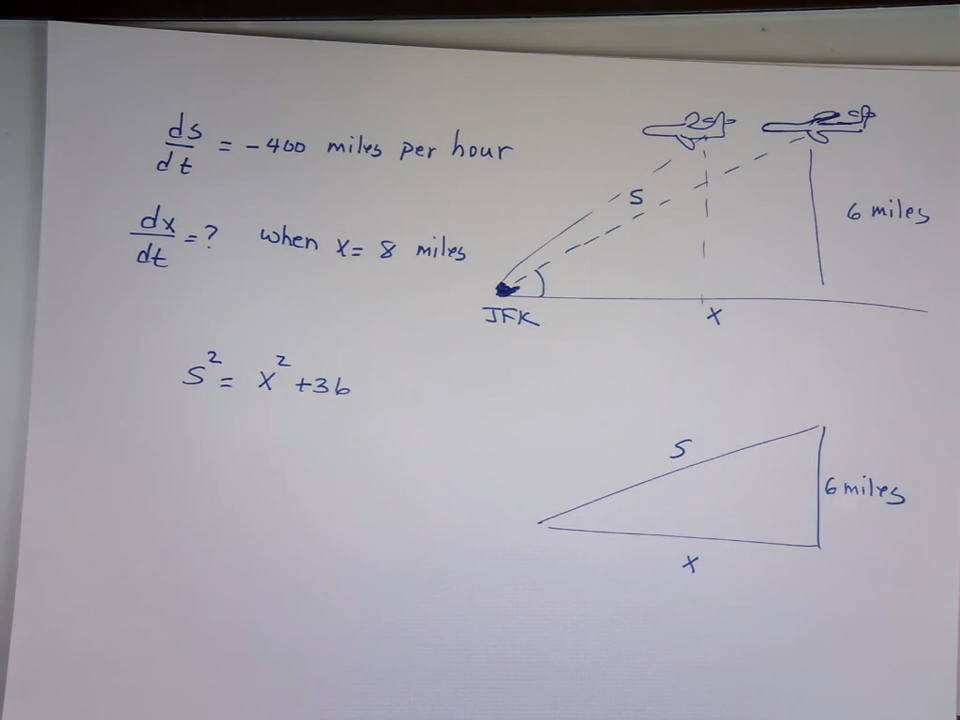 ds/dt = -400 miles per hour
dx/dt = ? when x = 8 miles
S² = x² + 36
S
6 miles
JFK
x
S
6 miles
x